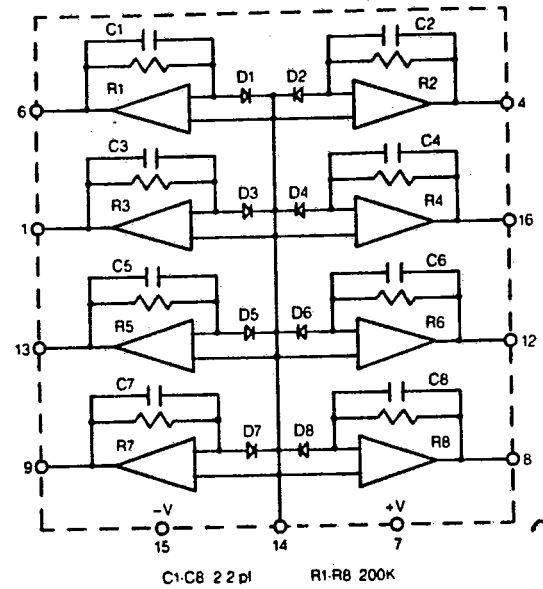 C1 C2
D1 D2
R1 R2
6 4
C3 C4
D3 D4
R3 R4
1 16
C5 C6
D5 D6
R5 R6
13 12
C7 C8
D7 D8
R7 R8
9 8
-V +V
15 14 7
C1-C8 2 2 pf R1-R8 200K